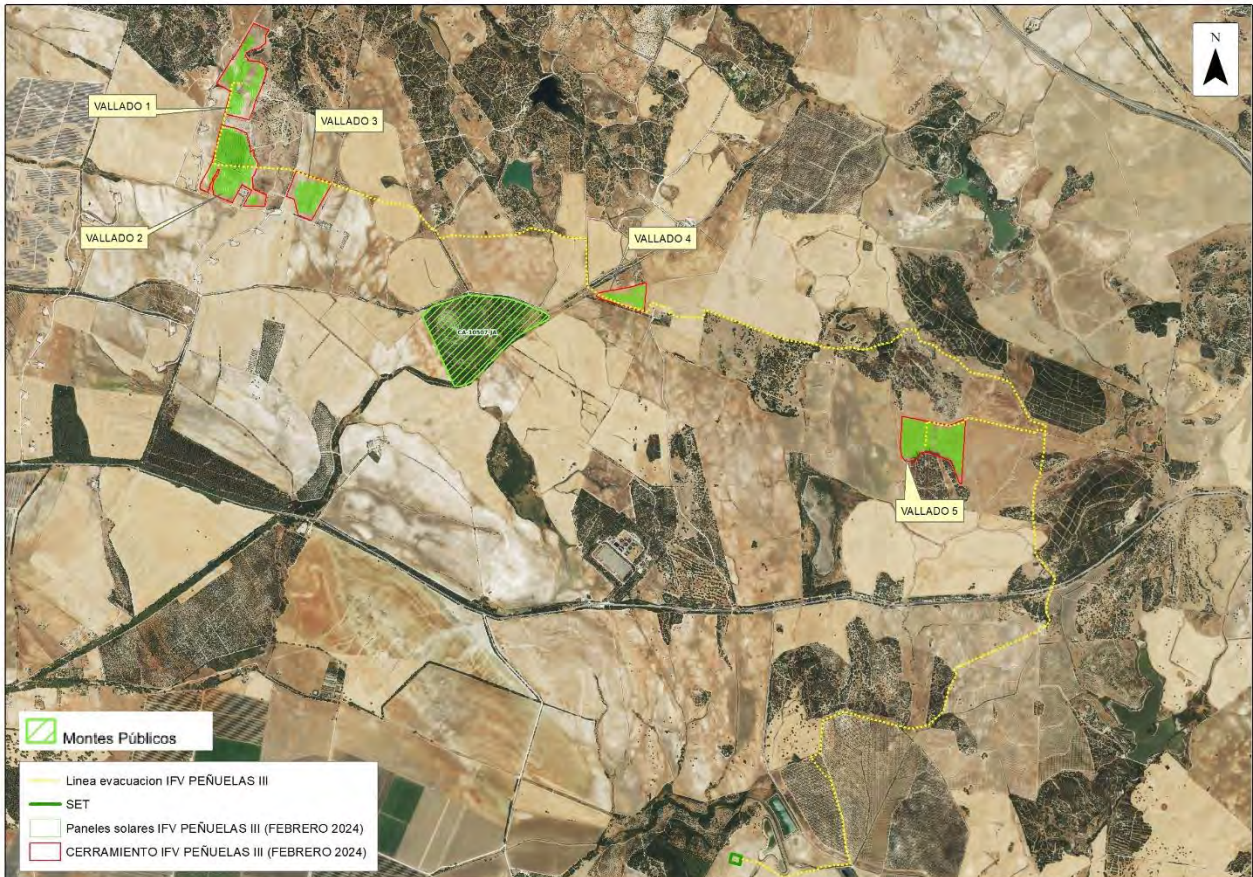 N
VALLADO 1
VALLADO 3
VALLADO 2
VALLADO 4
VALLADO 5
Montes Públicos
Linea evacuacion IFV PEÑUELAS III
SET
Paneles solares IFV PEÑUELAS III (FEBRERO 2024)
CERRAMIENTO IFV PEÑUELAS III (FEBRERO 2024)